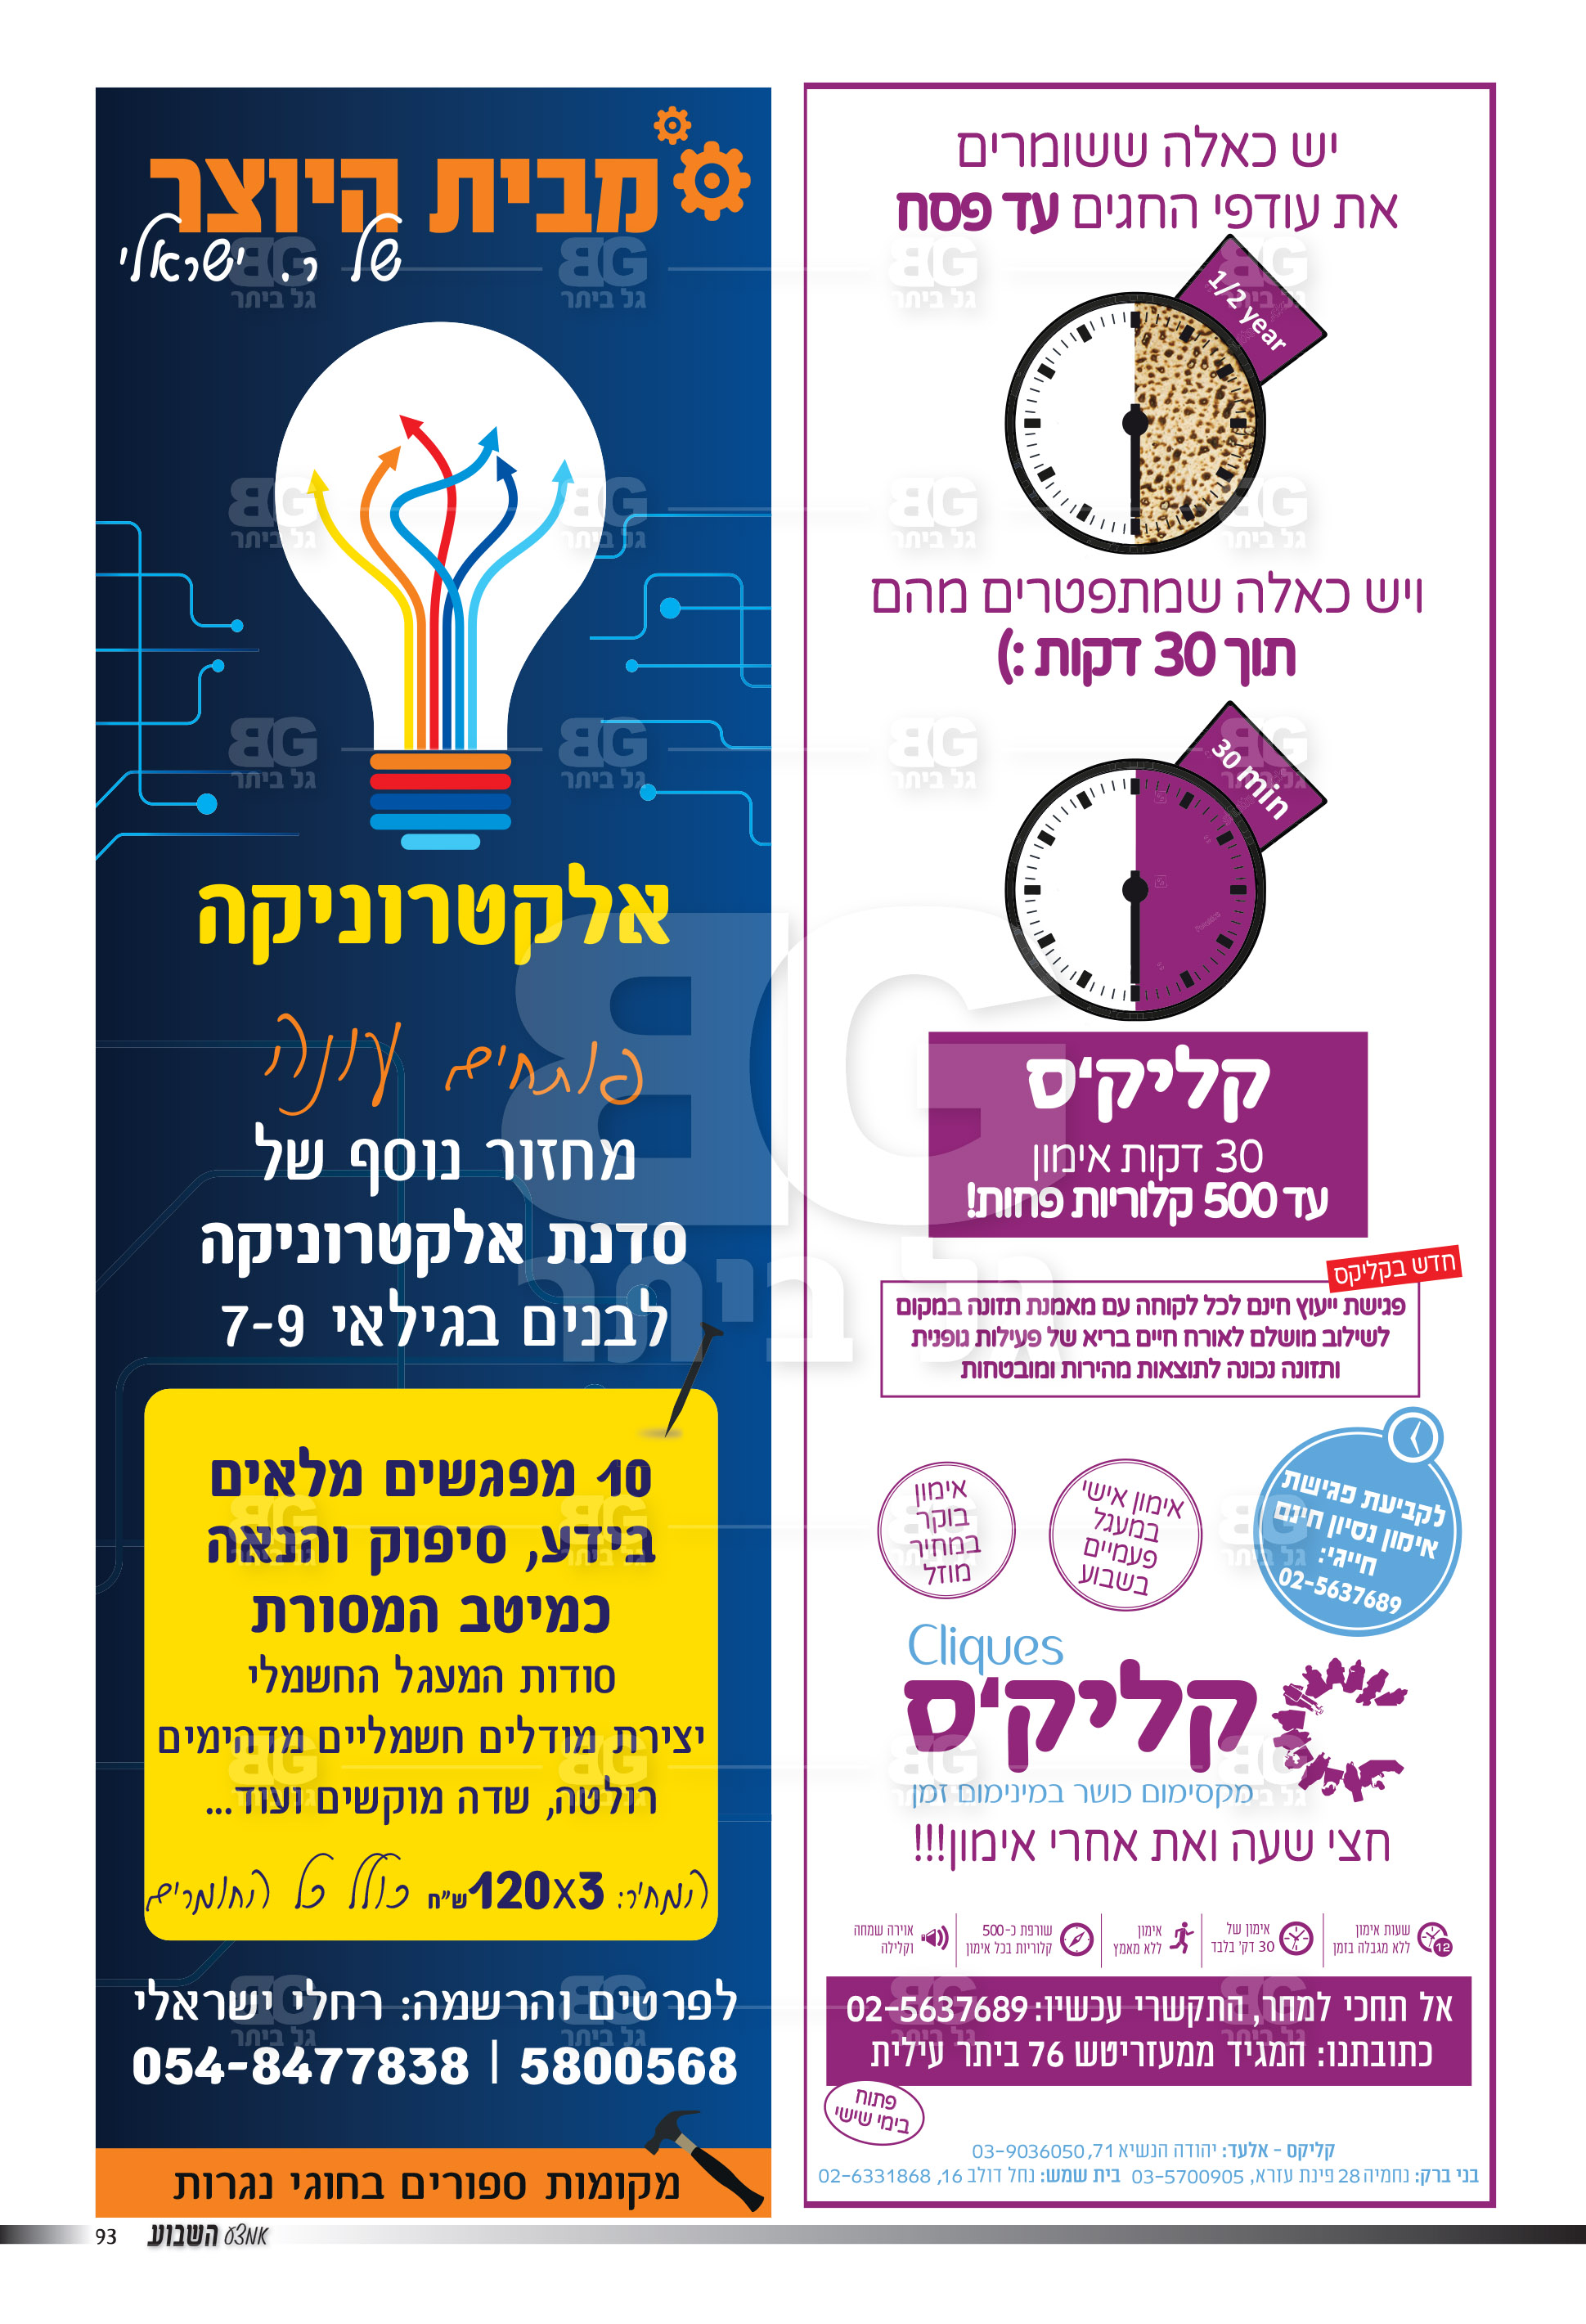 יש כאלה ששומרים
את עודפי החגים עד פסח
1/2 year
ויש כאלה שמתפטרים מהם
תוך 30 דקות :)
30 min
קליק'ס
30 דקות אימון
עד 500 קלוריות פחות!
חדש בקליקס
פגישת ייעוץ חינם לכל לקוחה עם מאמנת תזונה במקום
לשילוב מושלם לאורח חיים בריא של פעילות גופנית
ותזונה נכונה לתוצאות מהירות ומובטחות
לקביעת פגישת
אימון נסיון חינם
חייגי:
02-5637689
אימון אישי
במעגל
פעמיים
בשבוע
אימון
בוקר
במחיר
מוזל
Cliques
קליק'ס
מקסימום כושר במינימום זמן
חצי שעה ואת אחרי אימון!!!
שעות אימון
ללא מגבלה בזמן
12
אימון של
30 דק' בלבד
אימון
ללא מאמץ
שורפת כ-500
קלוריות בכל אימון
אוירה שמחה
וקלילה
אל תחכי למחר, התקשרי עכשיו: 02-5637689
כתובתנו: המגיד ממעזריטש 76 ביתר עילית
פתוח
בימי שישי
קליקס - אלעד: יהודה הנשיא 71, 03-9036050
בני ברק: נחמיה 28 פינת עזרא, 03-5700905 בית שמש: נחל דולב 16, 02-6331868
מבית היוצר
של ר. ישראלי
אלקטרוניקה
פותחים עונה
מחזור נוסף של
סדנת אלקטרוניקה
לבנים בגילאי 7-9
10 מפגשים מלאים
בידע, סיפוק והנאה
כמיטב המסורת
סודות המעגל החשמלי
יצירת מודלים חשמליים מדהימים
רולטה, שדה מוקשים ועוד...
המחיר: 120X3 ש"ח כולל כל החומרים
לפרטים והרשמה: רחלי ישראלי
5800568 | 054-8477838
מקומות ספורים בחוגי נגרות
BG
גל ביתר
אמצע השבוע
93